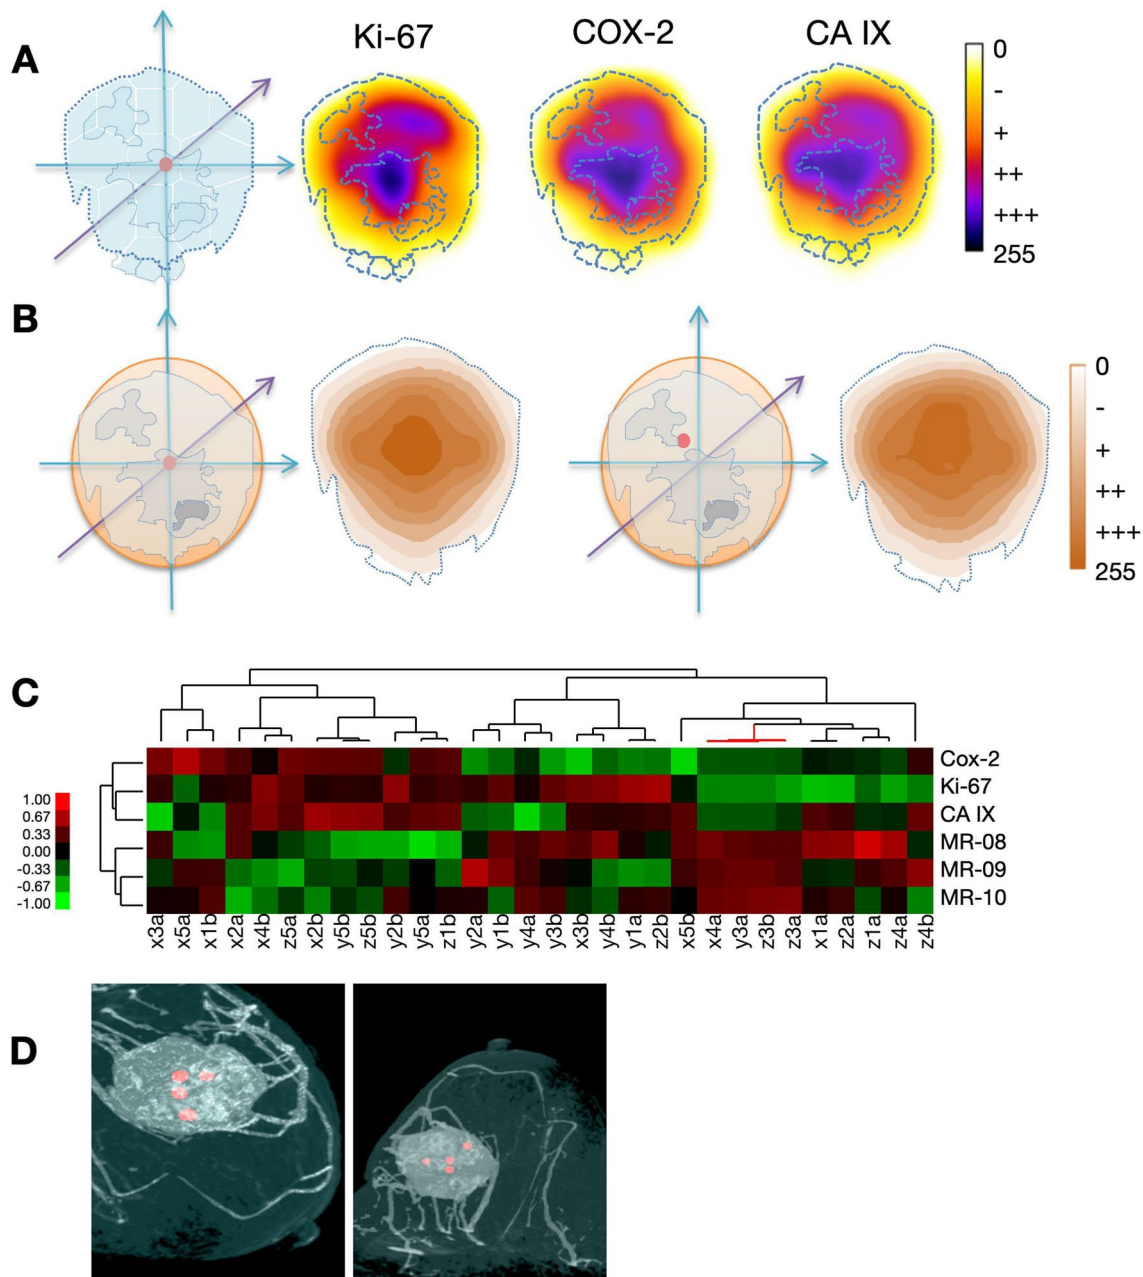 A
Ki-67
COX-2
CA IX
0
-
+
++
+++
255
B
0
-
+
++
+++
255
C
Cox-2
Ki-67
CA IX
MR-08
MR-09
MR-10
1.00
0.67
0.33
0.00
-0.33
-0.67
-1.00
x3a x5a x1b x2a x4b z5a x2b y5b z5b y2b y5a z1b y2a y1b y4a y3b x3b y4b y1a z2b x5b x4a y3a z3b z3a x1a z2a z1a z4a z4b
D